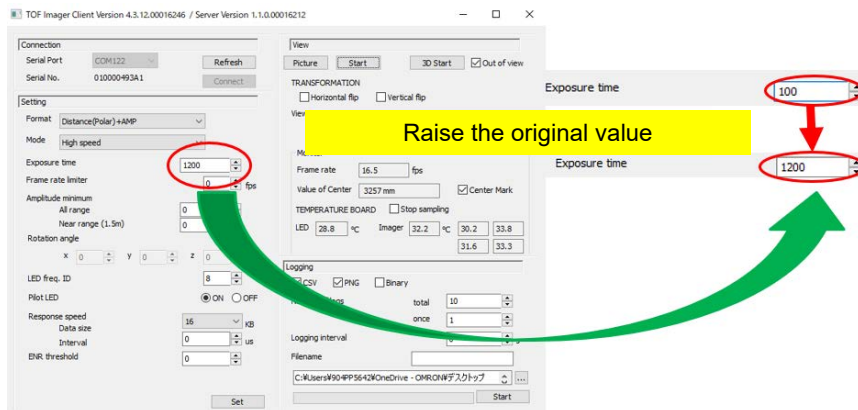 TOF Imager Client Version 4.3.12.00016246 / Server Version 1.1.0.00016212
Connection
Serial Port COM122 Refresh
Serial No. 010000493A1 Connect
Setting
Format Distance(Polar)+AMP
Mode High speed
Exposure time 1200
Frame rate limiter 0 fps
Amplitude minimum
All range 0
Near range (1.5m) 0
Rotation angle
x 0 y 0 z 0
LED freq. ID 8
Pilot LED ON OFF
Response speed
Data size 16 KB
Interval 0 us
ENR threshold 0
Set
View
Picture Start 3D Start Out of view
TRANSFORMATION
Horizontal flip Vertical flip
Raise the original value
Frame rate 16.5 fps
Value of Center 3257 mm Center Mark
TEMPERATURE BOARD Stop sampling
LED 28.8 ℃ Imager 32.2 ℃ 30.2 33.8
31.6 33.3
Logging
CSV PNG Binary
total 10
once 1
Logging interval
Filename
C:¥Users¥904PP5642¥OneDrive - OMRON¥デスクトップ ...
Start
Exposure time 100
Exposure time 1200